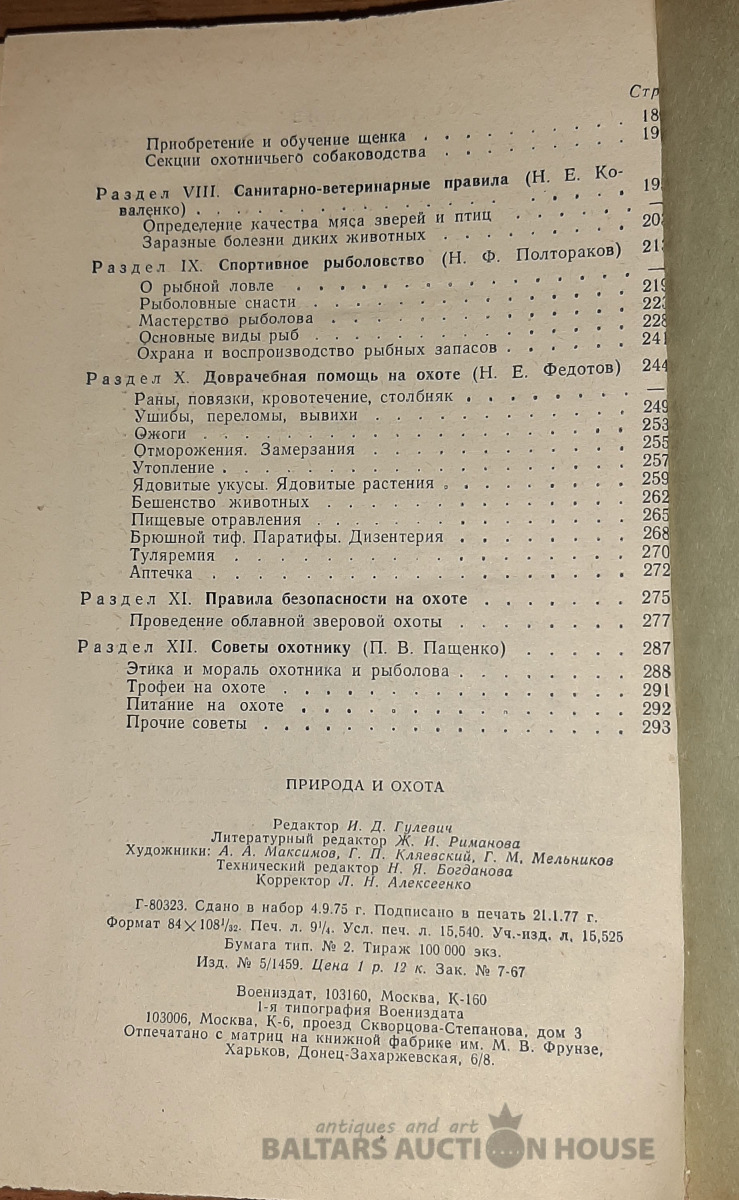 Стр
18
Приобретение и обучение щенка . . . . . . . . 19
Секции охотничьего собаководства . . . . . . .
Раздел VIII. Санитарно-ветеринарные правила (Н. Е. Ко-
валенко) . . . . . . . . . . . . . 19
Определение качества мяса зверей и птиц . . . . . —
Заразные болезни диких животных . . . . . . . 20
Раздел IX. Спортивное рыболовство (Н. Ф. Полтораков) 21
О рыбной ловле . . . . . . . . . . . . —
Рыболовные снасти . . . . . . . . . . . 219
Мастерство рыболова . . . . . . . . . . 22
Основные виды рыб . . . . . . . . . . . 228
Охрана и воспроизводство рыбных запасов . . . . . 241
Раздел X. Доврачебная помощь на охоте (Н. Е. Федотов) 244
Раны, повязки, кровотечение, столбняк . . . . . . . —
Ушибы, переломы, вывихи . . . . . . . . . 249
Ожоги . . . . . . . . . . . . . . 253
Отморожения. Замерзания . . . . . . . . . 255
Утопление . . . . . . . . . . . . . 257
Ядовитые укусы. Ядовитые растения . . . . . . . 259
Бешенство животных . . . . . . . . . . 262
Пищевые отравления . . . . . . . . . . 265
Брюшной тиф. Паратифы. Дизентерия . . . . . . 268
Туляремия . . . . . . . . . . . . . 270
Аптечка . . . . . . . . . . . . . . 272
Раздел XI. Правила безопасности на охоте . . . . . . 275
Проведение облавной зверовой охоты . . . . . . 277
Раздел XII. Советы охотнику (П. В. Пащенко) . . . . . 287
Этика и мораль охотника и рыболова . . . . . . . 288
Трофеи на охоте . . . . . . . . . . . . 291
Питание на охоте . . . . . . . . . . . 292
Прочие советы . . . . . . . . . . . . 293
ПРИРОДА И ОХОТА
Редактор И. Д. Гулевич
Литературный редактор Ж. И. Риманова
Художники: А. А. Максимов, Г. П. Кляевский, Г. М. Мельников
Технический редактор Н. Я. Богданова
Корректор Л. Н. Алексеенко
Г-80323. Сдано в набор 4.9.75 г. Подписано в печать 21.1.77 г.
Формат 84×108¹/₃₂. Печ. л. 9¹/₄. Усл. печ. л. 15,540. Уч.-изд. л. 15,525
Бумага тип. № 2. Тираж 100 000 экз.
Изд. № 5/1459. Цена 1 р. 12 к. Зак. № 7-67
Воениздат, 103160, Москва, К-160
1-я типография Воениздата
103006, Москва, К-6, проезд Скворцова-Степанова, дом 3
Отпечатано с матриц на книжной фабрике им. М. В. Фрунзе,
Харьков, Донец-Захаржевская, 6/8.
antiques and art
BALTARS AUCTION HOUSE